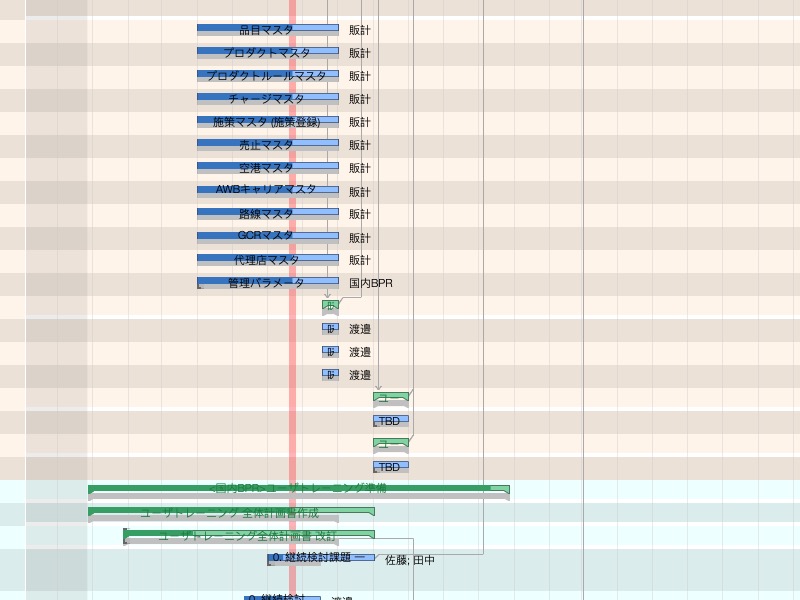 品目マスタ 販計
プロダクトマスタ 販計
プロダクトルールマスタ 販計
チャージマスタ 販計
施策マスタ (施策登録) 販計
売止マスタ 販計
空港マスタ 販計
AWBキャリアマスタ 販計
路線マスタ 販計
GCRマスタ 販計
代理店マスタ 販計
管理パラメータ 国内BPR
渡邉
渡邉
渡邉
ユー
TBD
ユー
TBD
<国内BPR>ユーザトレーニング準備
ユーザトレーニング 全体計画書作成
ユーザトレーニング全体計画書 改訂
0. 継続検討課題 一 佐藤; 田中
0. 継続検討 渡邉